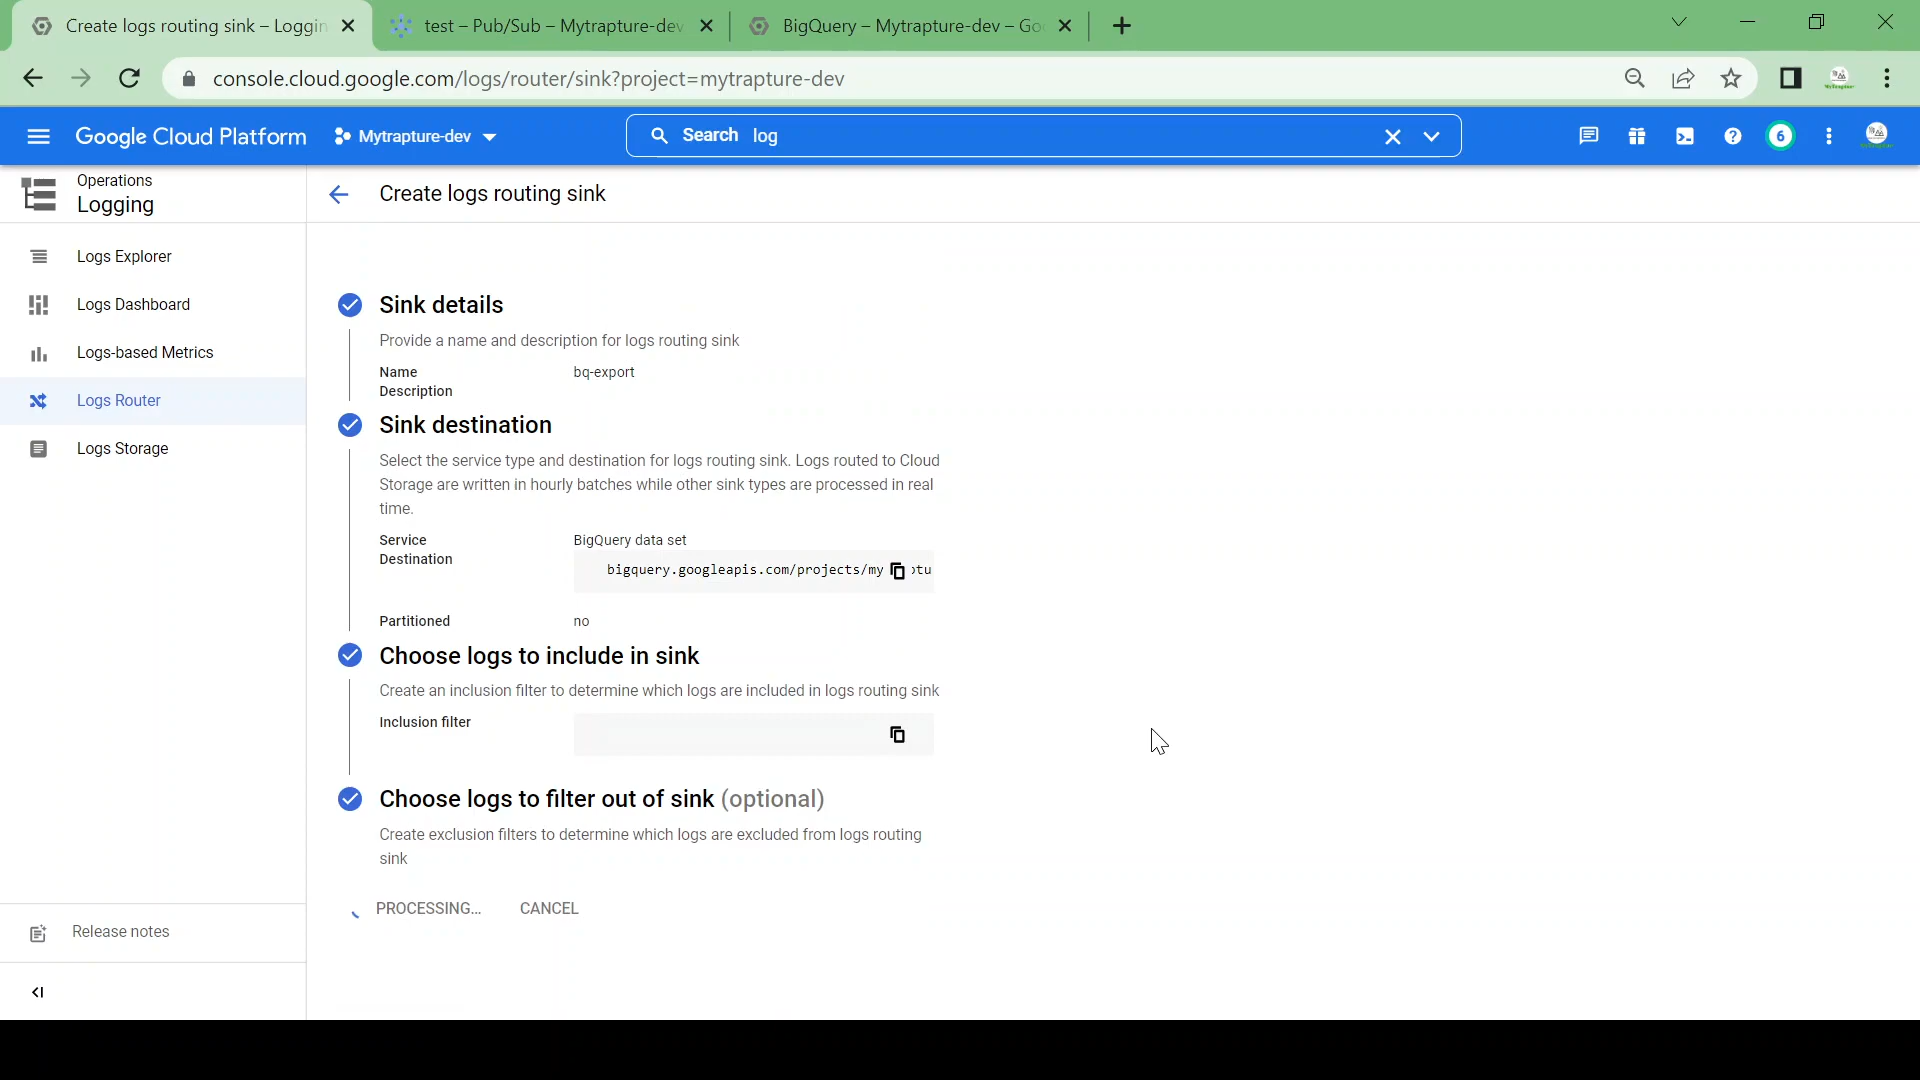 Create logs routing sink – Loggin
test – Pub/Sub – Mytrapture-dev
BigQuery – Mytrapture-dev – Go
console.cloud.google.com/logs/router/sink?project=mytrapture-dev
Google Cloud Platform
Mytrapture-dev
Search log
6
Operations
Logging
Create logs routing sink
Logs Explorer
Logs Dashboard
Logs-based Metrics
Logs Router
Logs Storage
Release notes
Sink details
Provide a name and description for logs routing sink
Name bq-export
Description
Sink destination
Select the service type and destination for logs routing sink. Logs routed to Cloud
Storage are written in hourly batches while other sink types are processed in real
time.
Service BigQuery data set
Destination
bigquery.googleapis.com/projects/my
Partitioned no
Choose logs to include in sink
Create an inclusion filter to determine which logs are included in logs routing sink
Inclusion filter
Choose logs to filter out of sink (optional)
Create exclusion filters to determine which logs are excluded from logs routing
sink
PROCESSING... CANCEL